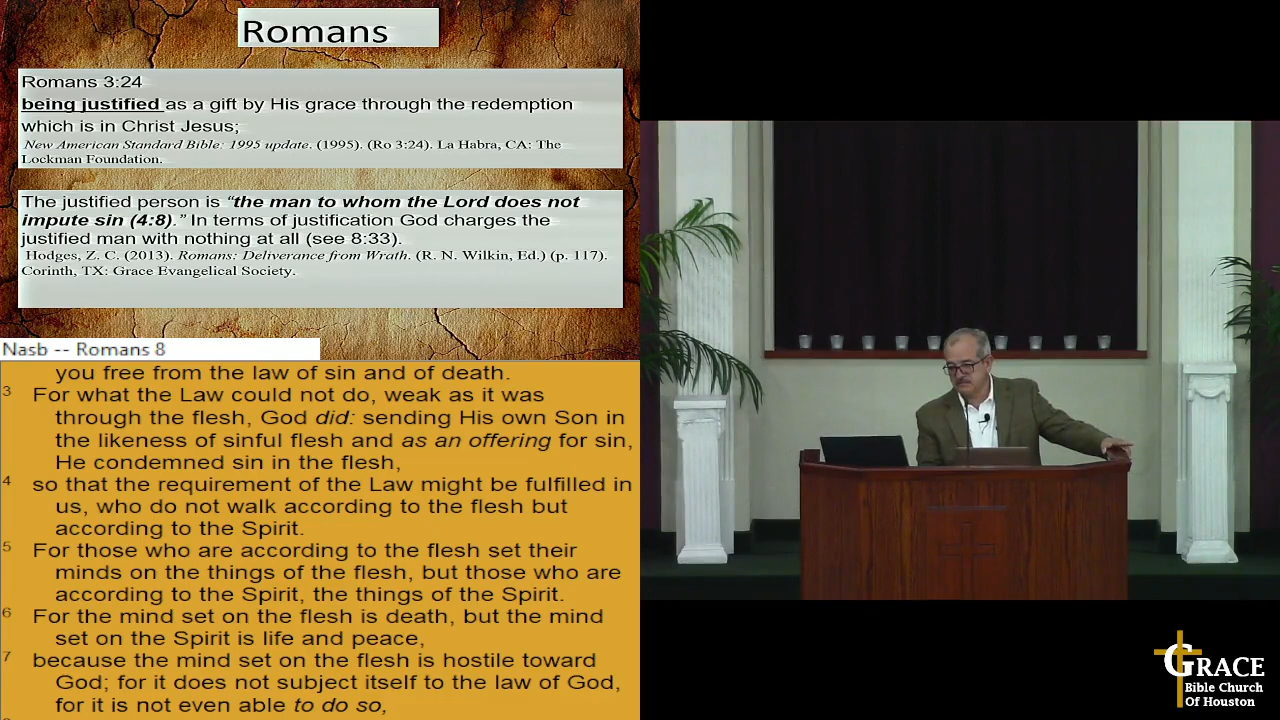 Romans
Romans 3:24
being justified as a gift by His grace through the redemption
which is in Christ Jesus;
New American Standard Bible: 1995 update. (1995). (Ro 3:24). La Habra, CA: The
Lockman Foundation.
The justified person is “the man to whom the Lord does not
impute sin (4:8).” In terms of justification God charges the
justified man with nothing at all (see 8:33).
Hodges, Z. C. (2013). Romans: Deliverance from Wrath. (R. N. Wilkin, Ed.) (p. 117).
Corinth, TX: Grace Evangelical Society.
Nasb -- Romans 8
you free from the law of sin and of death.
3 For what the Law could not do, weak as it was
through the flesh, God did: sending His own Son in
the likeness of sinful flesh and as an offering for sin,
He condemned sin in the flesh,
4 so that the requirement of the Law might be fulfilled in
us, who do not walk according to the flesh but
according to the Spirit.
5 For those who are according to the flesh set their
minds on the things of the flesh, but those who are
according to the Spirit, the things of the Spirit.
6 For the mind set on the flesh is death, but the mind
set on the Spirit is life and peace,
7 because the mind set on the flesh is hostile toward
God; for it does not subject itself to the law of God,
for it is not even able to do so,
GRACE
Bible Church
Of Houston